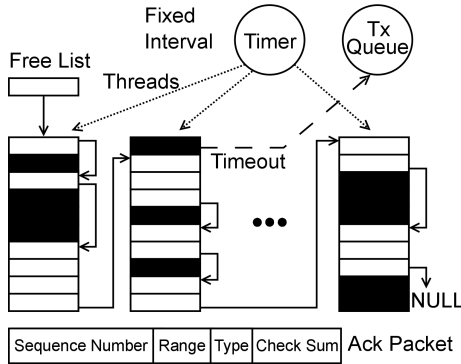 Fixed
Interval
Timer
Tx
Queue
Free List
Threads
Timeout
NULL
Sequence Number Range Type Check Sum Ack Packet